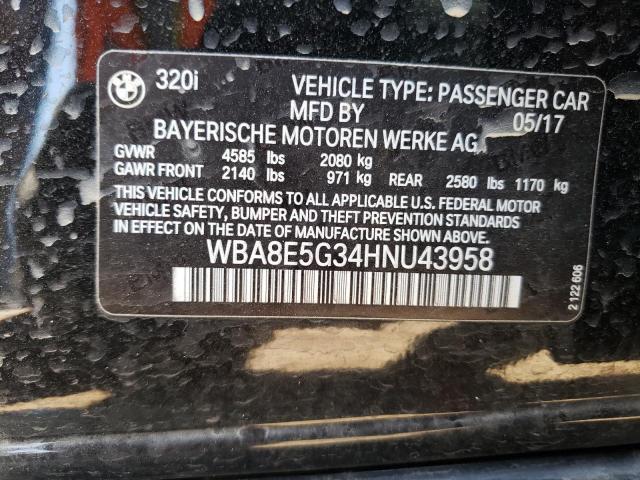 BMW
320i VEHICLE TYPE: PASSENGER CAR
MFD BY 05/17
BAYERISCHE MOTOREN WERKE AG
GVWR 4585 lbs 2080 kg
GAWR FRONT 2140 lbs 971 kg REAR 2580 lbs 1170 kg
THIS VEHICLE CONFORMS TO ALL APPLICABLE U.S. FEDERAL MOTOR
VEHICLE SAFETY, BUMPER AND THEFT PREVENTION STANDARDS
IN EFFECT ON THE DATE OF MANUFACTURE SHOWN ABOVE
WBA8E5G34HNU43958
2 122 606